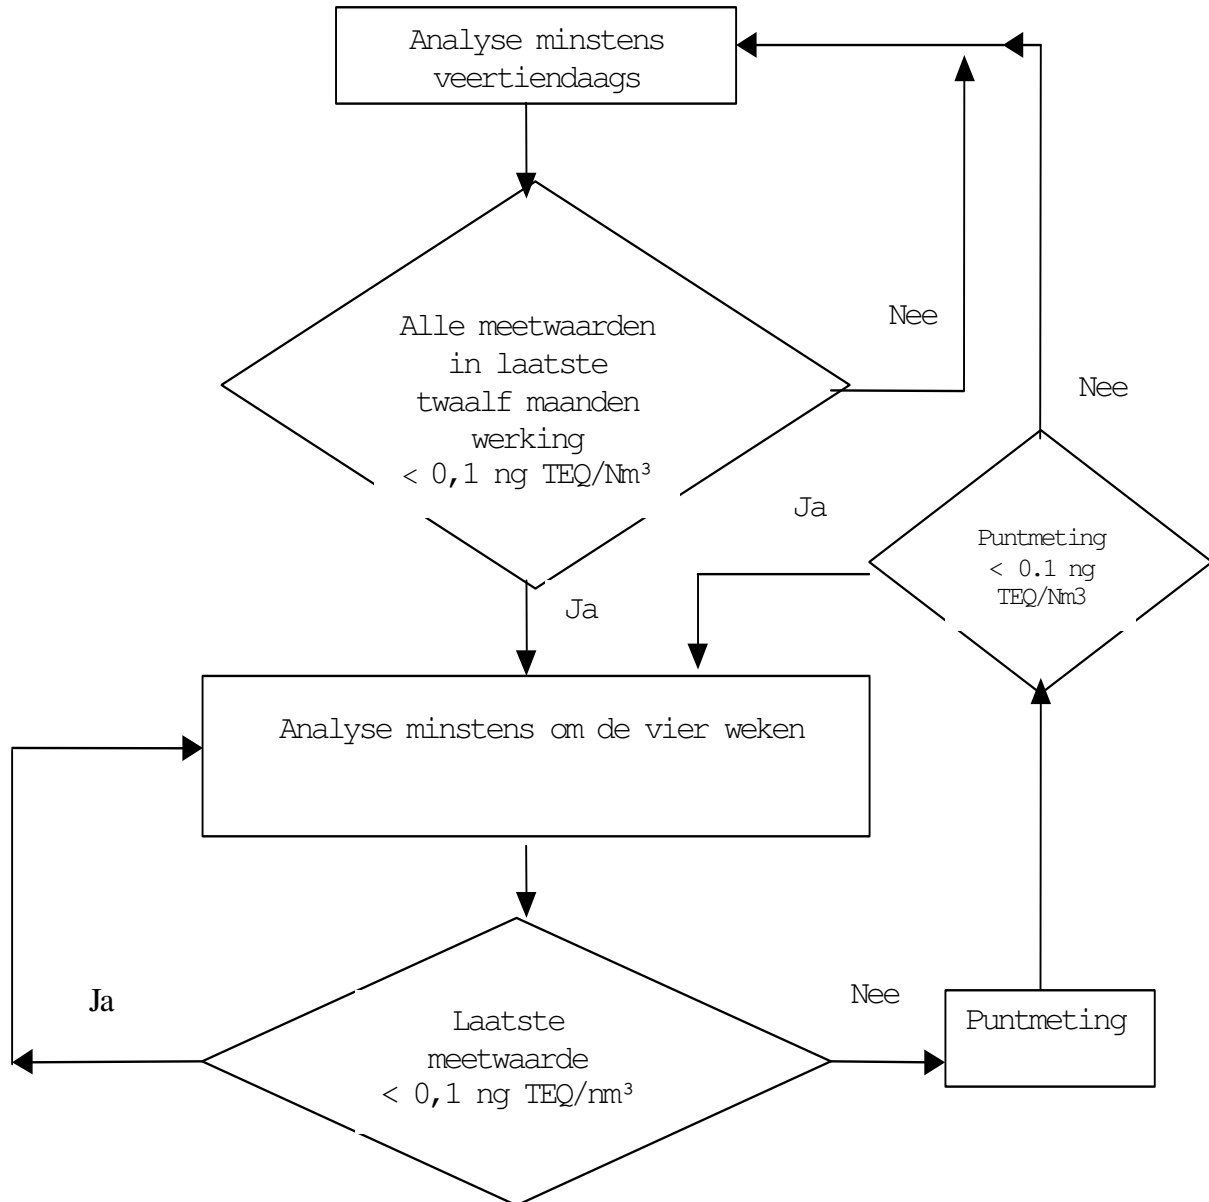 Analyse minstens
veertiendaags
Nee
Alle meetwaarden
in laatste
twaalf maanden
werking
< 0,1 ng TEQ/Nm³
Nee
Ja
Puntmeting
< 0.1 ng
TEQ/Nm3
Ja
Analyse minstens om de vier weken
Ja
Nee
Laatste
meetwaarde
< 0,1 ng TEQ/nm³
Puntmeting